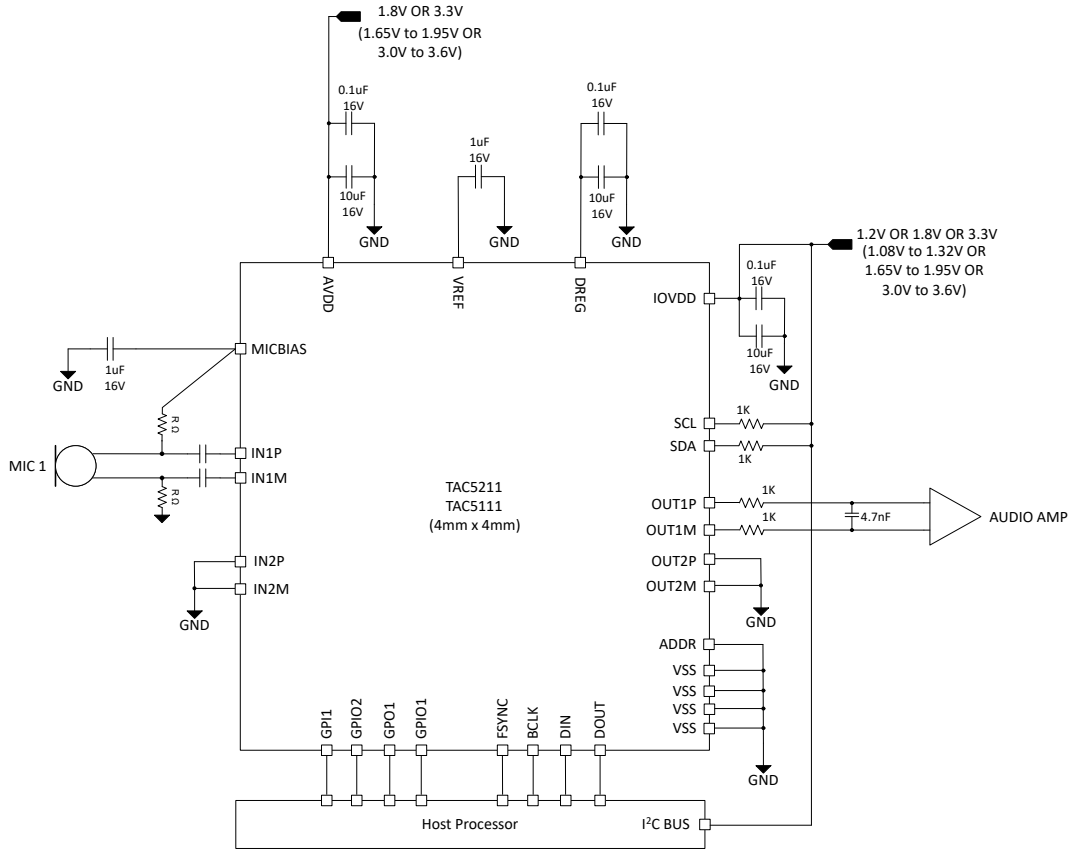 1.8V OR 3.3V
(1.65V to 1.95V OR
3.0V to 3.6V)
0.1uF
16V
10uF
16V
GND
1uF
16V
GND
0.1uF
16V
10uF
16V
GND
1.2V OR 1.8V OR 3.3V
(1.08V to 1.32V OR
1.65V to 1.95V OR
3.0V to 3.6V)
0.1uF
16V
10uF
16V
GND
AVDD
VREF
DREG
IOVDD
MICBIAS
1uF
16V
GND
R Ω
MIC 1
IN1P
IN1M
R Ω
IN2P
IN2M
GND
TAC5211
TAC5111
(4mm x 4mm)
SCL
1K
SDA
1K
OUT1P
1K
OUT1M
1K
4.7nF
AUDIO AMP
OUT2P
OUT2M
GND
ADDR
VSS
VSS
VSS
VSS
GND
GPI1
GPIO2
GPO1
GPIO1
FSYNC
BCLK
DIN
DOUT
Host Processor
I²C BUS